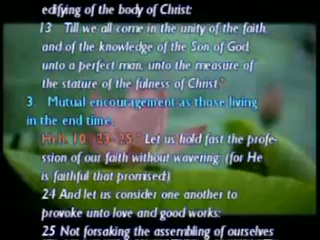 edifying of the body of Christ:
13 Till we all come in the unity of the faith,
and of the knowledge of the Son of God,
unto a perfect man, unto the measure of
the stature of the fulness of Christ"
3. Mutual encouragement as those living
in the end time.
Heb. 10 "23-25 " Let us hold fast the profe-
ssion of our faith without wavering; (for He
is faithful that promised)
24 And let us consider one another to
provoke unto love and good works:
25 Not forsaking the assembling of ourselves